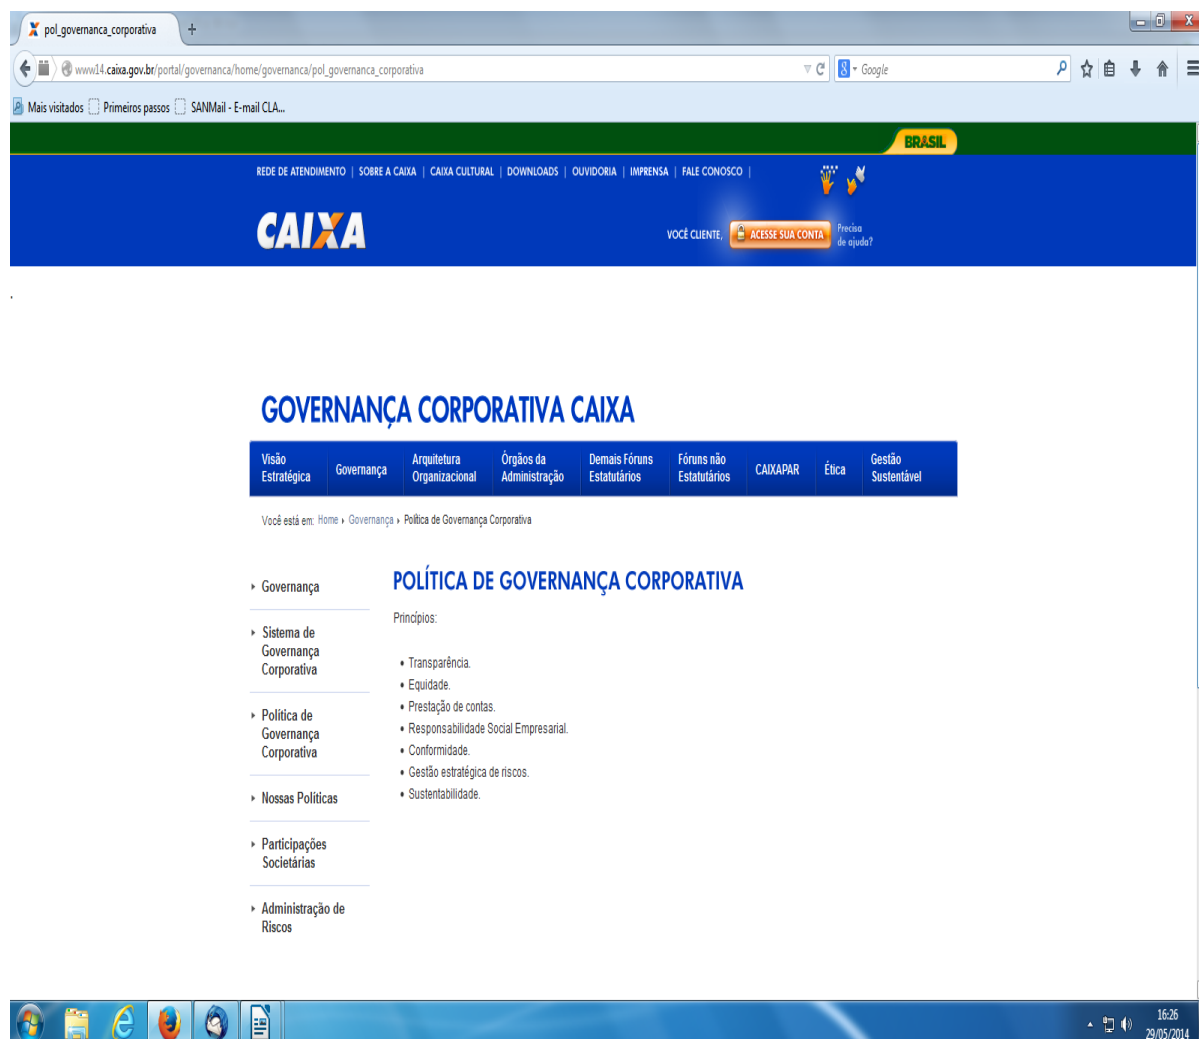 pol_governanca_corporativa
www14.caixa.gov.br/portal/governanca/home/governanca/pol_governanca_corporativa
Google
Mais visitados Primeiros passos SANMail - E-mail CLA...
BRASIL
REDE DE ATENDIMENTO | SOBRE A CAIXA | CAIXA CULTURAL | DOWNLOADS | OUVIDORIA | IMPRENSA | FALE CONOSCO |
CAIXA
VOCÊ CLIENTE, ACESSE SUA CONTA
Precisa
de ajuda?
.
GOVERNANÇA CORPORATIVA CAIXA
Visão
Estratégica
Governança
Arquitetura
Organizacional
Órgãos da
Administração
Demais Fóruns
Estatutários
Fóruns não
Estatutários
CAIXAPAR
Ética
Gestão
Sustentável
Você está em: Home Governança Política de Governança Corporativa
Governança
Sistema de
Governança
Corporativa
Política de
Governança
Corporativa
Nossas Políticas
Participações
Societárias
Administração de
Riscos
POLÍTICA DE GOVERNANÇA CORPORATIVA
Princípios:
• Transparência.
• Equidade.
• Prestação de contas.
• Responsabilidade Social Empresarial.
• Conformidade.
• Gestão estratégica de riscos.
• Sustentabilidade.
16:26
29/05/2014